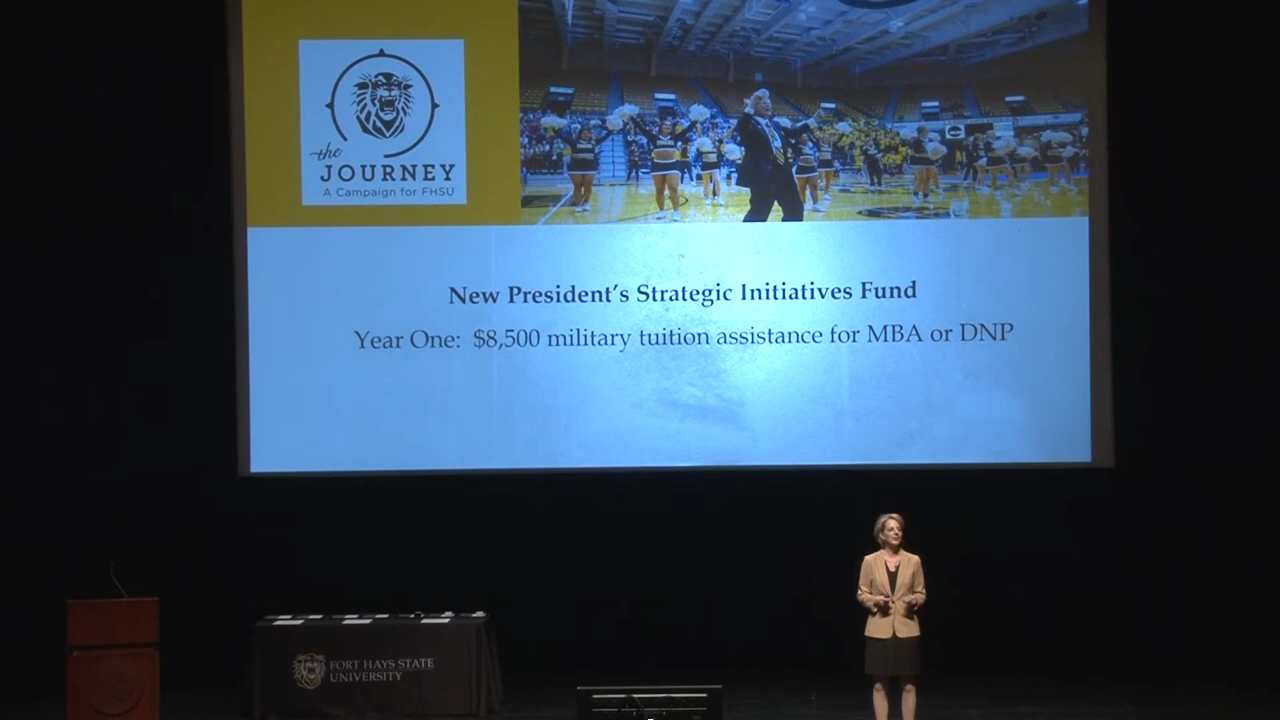 the
JOURNEY
A Campaign for FHSU
New President's Strategic Initiatives Fund
Year One: $8,500 military tuition assistance for MBA or DNP
FORT HAYS STATE
UNIVERSITY